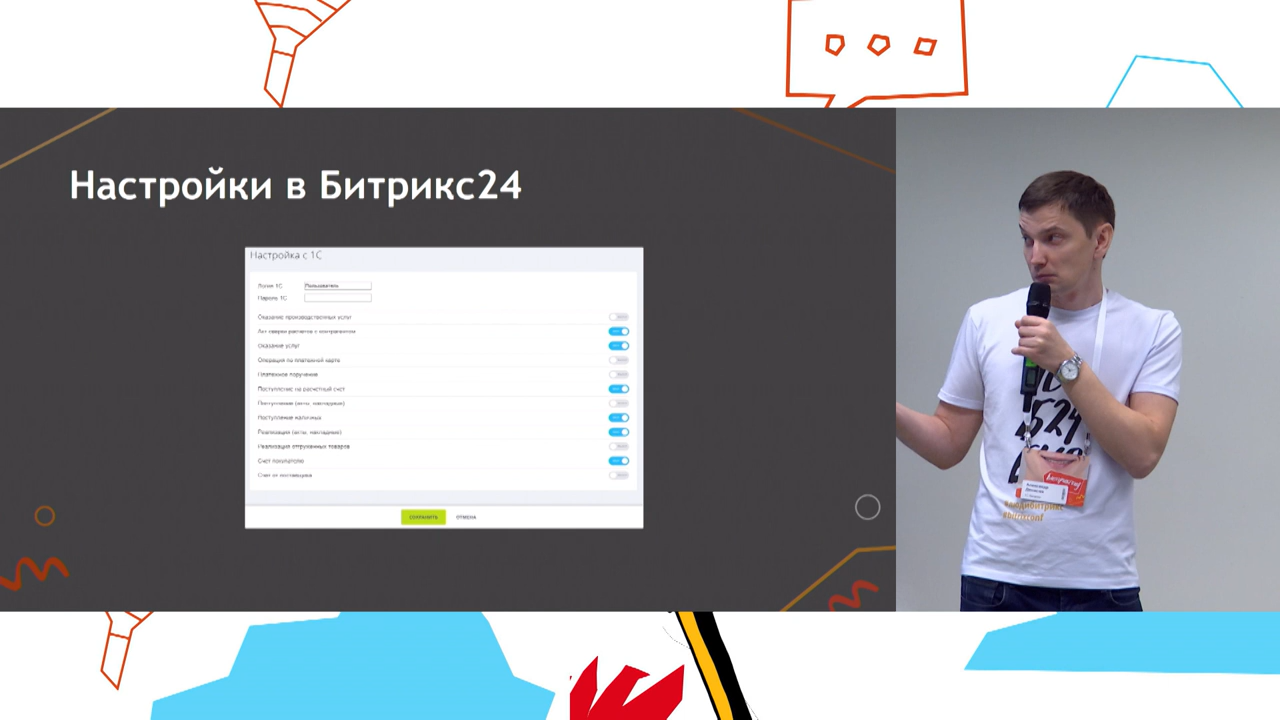 Настройки в Битрикс24
Настройка с 1С
Логин 1С
Пользователь
Пароль 1С
Оказание производственных услуг
Акт сверки расчетов с контрагентом
Оказание услуг
Операция по платежной карте
Платежное поручение
Поступление на расчетный счет
Поступление (акты, накладные)
Поступление наличных
Реализация (акты, накладные)
Реализация отгруженных товаров
Счет покупателю
Счет от поставщика
СОХРАНИТЬ
ОТМЕНА
Б24
Александр